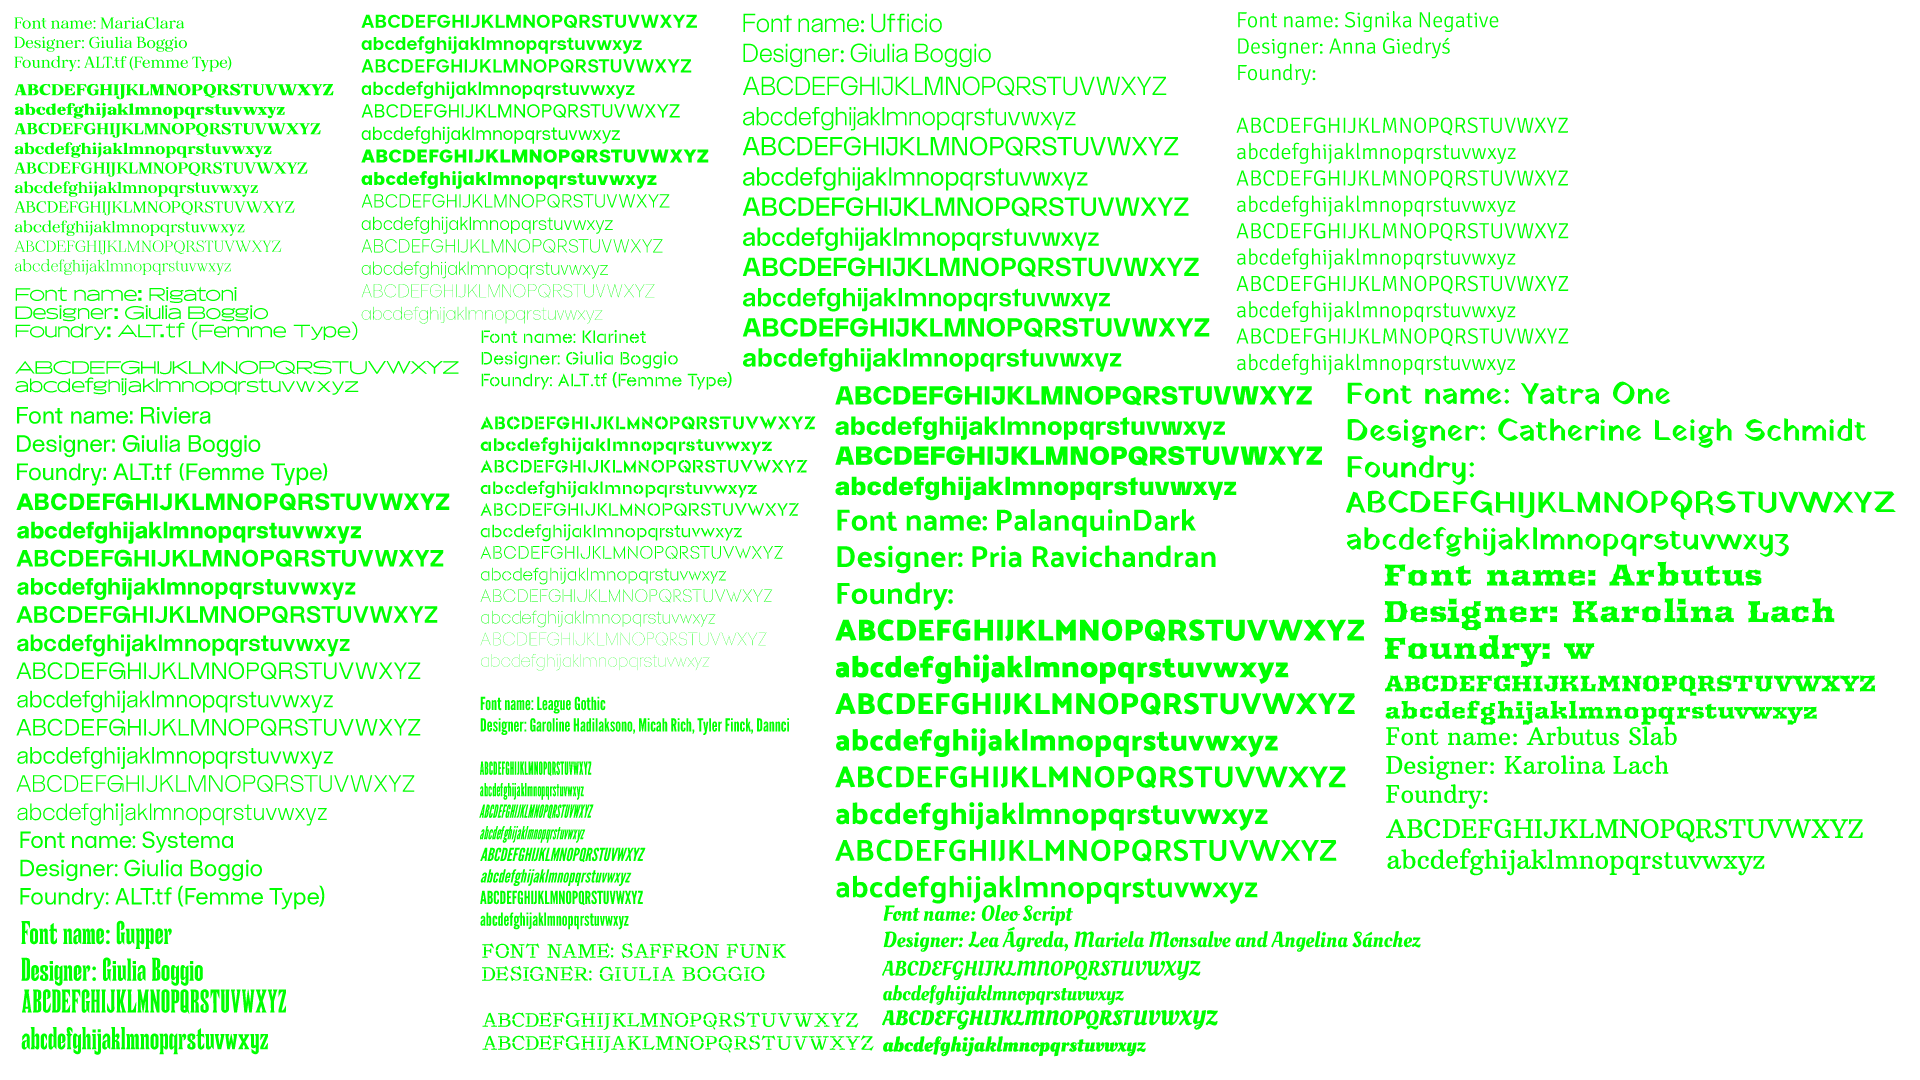 Font name: MariaClara
Designer: Giulia Boggio
Foundry: ALT.tf (Femme Type)
ABCDEFGHIJKLMNOPQRSTUVWXYZ
abcdefghijaklmnopqrstuvwxyz
ABCDEFGHIJKLMNOPQRSTUVWXYZ
abcdefghijaklmnopqrstuvwxyz
ABCDEFGHIJKLMNOPQRSTUVWXYZ
abcdefghijaklmnopqrstuvwxyz
ABCDEFGHIJKLMNOPQRSTUVWXYZ
abcdefghijaklmnopqrstuvwxyz
ABCDEFGHIJKLMNOPQRSTUVWXYZ
abcdefghijaklmnopqrstuvwxyz
Font name: Rigatoni
Designer: Giulia Boggio
Foundry: ALT.tf (Femme Type)
ABCDEFGHIJKLMNOPQRSTUVWXYZ
abcdefghijaklmnopqrstuvwxyz
Font name: Riviera
Designer: Giulia Boggio
Foundry: ALT.tf (Femme Type)
ABCDEFGHIJKLMNOPQRSTUVWXYZ
abcdefghijaklmnopqrstuvwxyz
ABCDEFGHIJKLMNOPQRSTUVWXYZ
abcdefghijaklmnopqrstuvwxyz
ABCDEFGHIJKLMNOPQRSTUVWXYZ
abcdefghijaklmnopqrstuvwxyz
ABCDEFGHIJKLMNOPQRSTUVWXYZ
abcdefghijaklmnopqrstuvwxyz
ABCDEFGHIJKLMNOPQRSTUVWXYZ
abcdefghijaklmnopqrstuvwxyz
ABCDEFGHIJKLMNOPQRSTUVWXYZ
abcdefghijaklmnopqrstuvwxyz
Font name: Systema
Designer: Giulia Boggio
Foundry: ALT.tf (Femme Type)
Font name: Gupper
Designer: Giulia Boggio
ABCDEFGHIJKLMNOPQRSTUVWXYZ
abcdefghijaklmnopqrstuvwxyz
ABCDEFGHIJKLMNOPQRSTUVWXYZ
abcdefghijaklmnopqrstuvwxyz
ABCDEFGHIJKLMNOPQRSTUVWXYZ
abcdefghijaklmnopqrstuvwxyz
ABCDEFGHIJKLMNOPQRSTUVWXYZ
abcdefghijaklmnopqrstuvwxyz
ABCDEFGHIJKLMNOPQRSTUVWXYZ
abcdefghijaklmnopqrstuvwxyz
ABCDEFGHIJKLMNOPQRSTUVWXYZ
abcdefghijaklmnopqrstuvwxyz
ABCDEFGHIJKLMNOPQRSTUVWXYZ
abcdefghijaklmnopqrstuvwxyz
ABCDEFGHIJKLMNOPQRSTUVWXYZ
abcdefghijaklmnopqrstuvwxyz
Font name: Klarinet
Designer: Giulia Boggio
Foundry: ALT.tf (Femme Type)
ABCDEFGHIJKLMNOPQRSTUVWXYZ
abcdefghijaklmnopqrstuvwxyz
ABCDEFGHIJKLMNOPQRSTUVWXYZ
abcdefghijaklmnopqrstuvwxyz
ABCDEFGHIJKLMNOPQRSTUVWXYZ
abcdefghijaklmnopqrstuvwxyz
ABCDEFGHIJKLMNOPQRSTUVWXYZ
abcdefghijaklmnopqrstuvwxyz
ABCDEFGHIJKLMNOPQRSTUVWXYZ
abcdefghijaklmnopqrstuvwxyz
ABCDEFGHIJKLMNOPQRSTUVWXYZ
abcdefghijaklmnopqrstuvwxyz
Font name: League Gothic
Designer: Garoline Hadilaksono, Micah Rich, Tyler Finck, Dannci
ABCDEFGHIJKLMNOPQRSTUVWXYZ
abcdefghijaklmnopqrstuvwxyz
ABCDEFGHIJKLMNOPQRSTUVWXYZ
abcdefghijaklmnopqrstuvwxyz
ABCDEFGHIJKLMNOPQRSTUVWXYZ
abcdefghijaklmnopqrstuvwxyz
ABCDEFGHIJKLMNOPQRSTUVWXYZ
abcdefghijaklmnopqrstuvwxyz
FONT NAME: SAFFRON FUNK
DESIGNER: GIULIA BOGGIO
ABCDEFGHIJKLMNOPQRSTUVWXYZ
ABCDEFGHIJAKLMNOPQRSTUVWXYZ
Font name: Ufficio
Designer: Giulia Boggio
ABCDEFGHIJKLMNOPQRSTUVWXYZ
abcdefghijaklmnopqrstuvwxyz
ABCDEFGHIJKLMNOPQRSTUVWXYZ
abcdefghijaklmnopqrstuvwxyz
ABCDEFGHIJKLMNOPQRSTUVWXYZ
abcdefghijaklmnopqrstuvwxyz
ABCDEFGHIJKLMNOPQRSTUVWXYZ
abcdefghijaklmnopqrstuvwxyz
ABCDEFGHIJKLMNOPQRSTUVWXYZ
abcdefghijaklmnopqrstuvwxyz
ABCDEFGHIJKLMNOPQRSTUVWXYZ
abcdefghijaklmnopqrstuvwxyz
ABCDEFGHIJKLMNOPQRSTUVWXYZ
abcdefghijaklmnopqrstuvwxyz
Font name: PalanquinDark
Designer: Pria Ravichandran
Foundry:
ABCDEFGHIJKLMNOPQRSTUVWXYZ
abcdefghijaklmnopqrstuvwxyz
ABCDEFGHIJKLMNOPQRSTUVWXYZ
abcdefghijaklmnopqrstuvwxyz
ABCDEFGHIJKLMNOPQRSTUVWXYZ
abcdefghijaklmnopqrstuvwxyz
ABCDEFGHIJKLMNOPQRSTUVWXYZ
abcdefghijaklmnopqrstuvwxyz
Font name: Oleo Script
Designer: Lea Ágreda, Mariela Monsalve and Angelina Sánchez
ABCDEFGHIJKLMNOPQRSTUVWXYZ
abcdefghijaklmnopqrstuvwxyz
ABCDEFGHIJKLMNOPQRSTUVWXYZ
abcdefghijaklmnopqrstuvwxyz
Font name: Signika Negative
Designer: Anna Giedryś
Foundry:
ABCDEFGHIJKLMNOPQRSTUVWXYZ
abcdefghijaklmnopqrstuvwxyz
ABCDEFGHIJKLMNOPQRSTUVWXYZ
abcdefghijaklmnopqrstuvwxyz
ABCDEFGHIJKLMNOPQRSTUVWXYZ
abcdefghijaklmnopqrstuvwxyz
ABCDEFGHIJKLMNOPQRSTUVWXYZ
abcdefghijaklmnopqrstuvwxyz
ABCDEFGHIJKLMNOPQRSTUVWXYZ
abcdefghijaklmnopqrstuvwxyz
Font name: Yatra One
Designer: Catherine Leigh Schmidt
Foundry:
ABCDEFGHIJKLMNOPQRSTUVWXYZ
abcdefghijaklmnopqrstuvwxyz
Font name: Arbutus
Designer: Karolina Lach
Foundry: w
ABCDEFGHIJKLMNOPQRSTUVWXYZ
abcdefghijaklmnopqrstuvwxyz
Font name: Arbutus Slab
Designer: Karolina Lach
Foundry:
ABCDEFGHIJKLMNOPQRSTUVWXYZ
abcdefghijaklmnopqrstuvwxyz